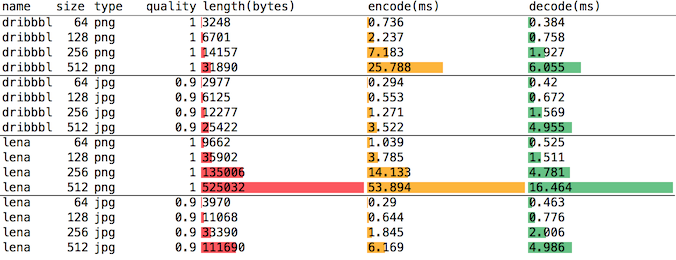 name size type quality length(bytes) encode(ms) decode(ms)
dribbbl 64 png 1 3248 0.736 0.384
dribbbl 128 png 1 6701 2.237 0.758
dribbbl 256 png 1 14157 7.183 1.927
dribbbl 512 png 1 31890 25.788 6.055
dribbbl 64 jpg 0.9 2977 0.294 0.42
dribbbl 128 jpg 0.9 6125 0.553 0.672
dribbbl 256 jpg 0.9 12277 1.271 1.569
dribbbl 512 jpg 0.9 25422 3.522 4.955
lena 64 png 1 9662 1.039 0.525
lena 128 png 1 35902 3.785 1.511
lena 256 png 1 135006 14.133 4.781
lena 512 png 1 525032 53.894 16.464
lena 64 jpg 0.9 3970 0.29 0.463
lena 128 jpg 0.9 11068 0.644 0.776
lena 256 jpg 0.9 33390 1.845 2.006
lena 512 jpg 0.9 111690 6.169 4.986